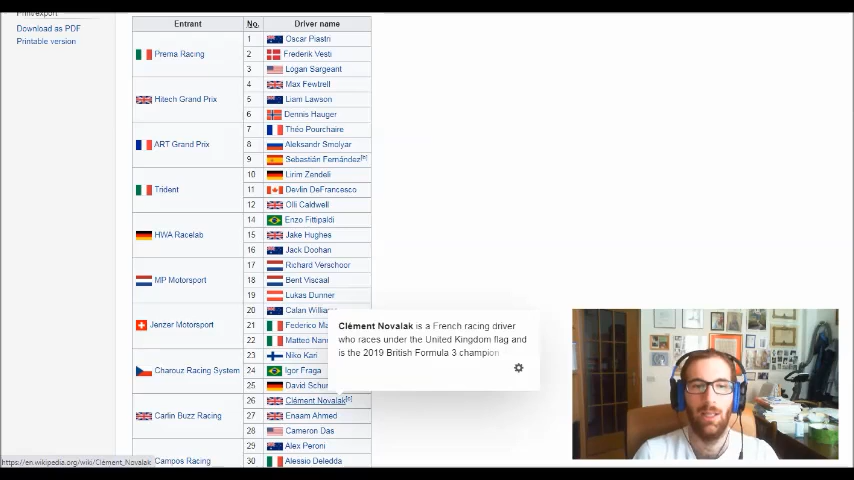 Download as PDF
Printable version
Entrant No. Driver name
Prema Racing
1 Oscar Piastri
2 Frederik Vesti
3 Logan Sargeant
Hitech Grand Prix
4 Max Fewtrell
5 Liam Lawson
6 Dennis Hauger
ART Grand Prix
7 Théo Pourchaire
8 Aleksandr Smolyar
9 Sebastián Fernández
Trident
10 Lirim Zendeli
11 Devlin DeFrancesco
12 Olli Caldwell
HWA Racelab
14 Enzo Fittipaldi
15 Jake Hughes
16 Jack Doohan
MP Motorsport
17 Richard Verschoor
18 Bent Viscaal
19 Lukas Dunner
Jenzer Motorsport
20 Calan
21 Federico
22 Matteo
Charouz Racing System
23 Niko Kari
24 Igor Fraga
25 David
Carlin Buzz Racing
26 Clément Novalak
27 Enaam Ahmed
28 Cameron Das
Campos Racing
29 Alex Peroni
30 Alessio Deledda
Clément Novalak is a French racing driver
who races under the United Kingdom flag and
is the 2019 British Formula 3 champion
https://en.wikipedia.org/wiki/Clément_Novalak